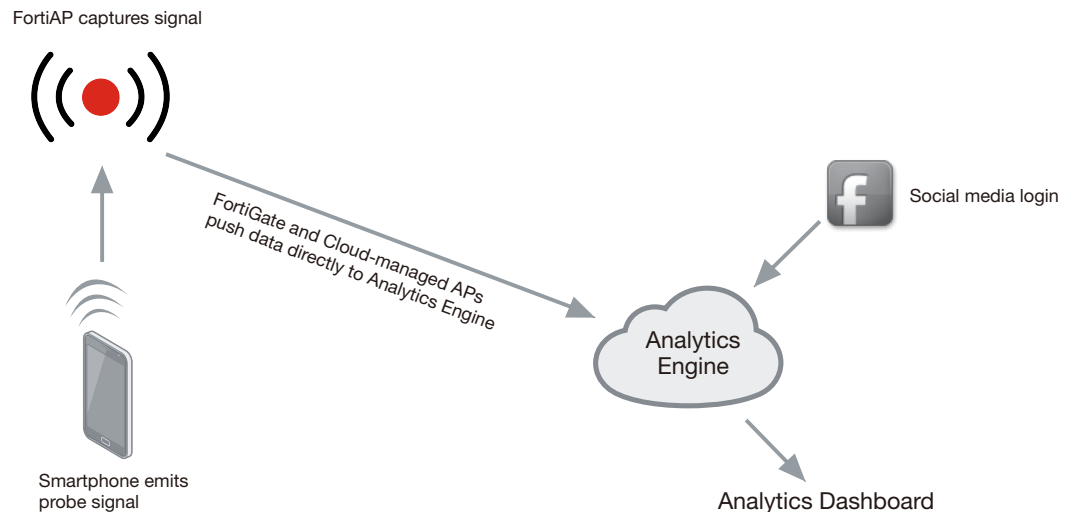 FortiAP captures signal
FortiGate and Cloud-managed APs
push data directly to Analytics Engine
f
Social media login
Analytics
Engine
Smartphone emits
probe signal
Analytics Dashboard